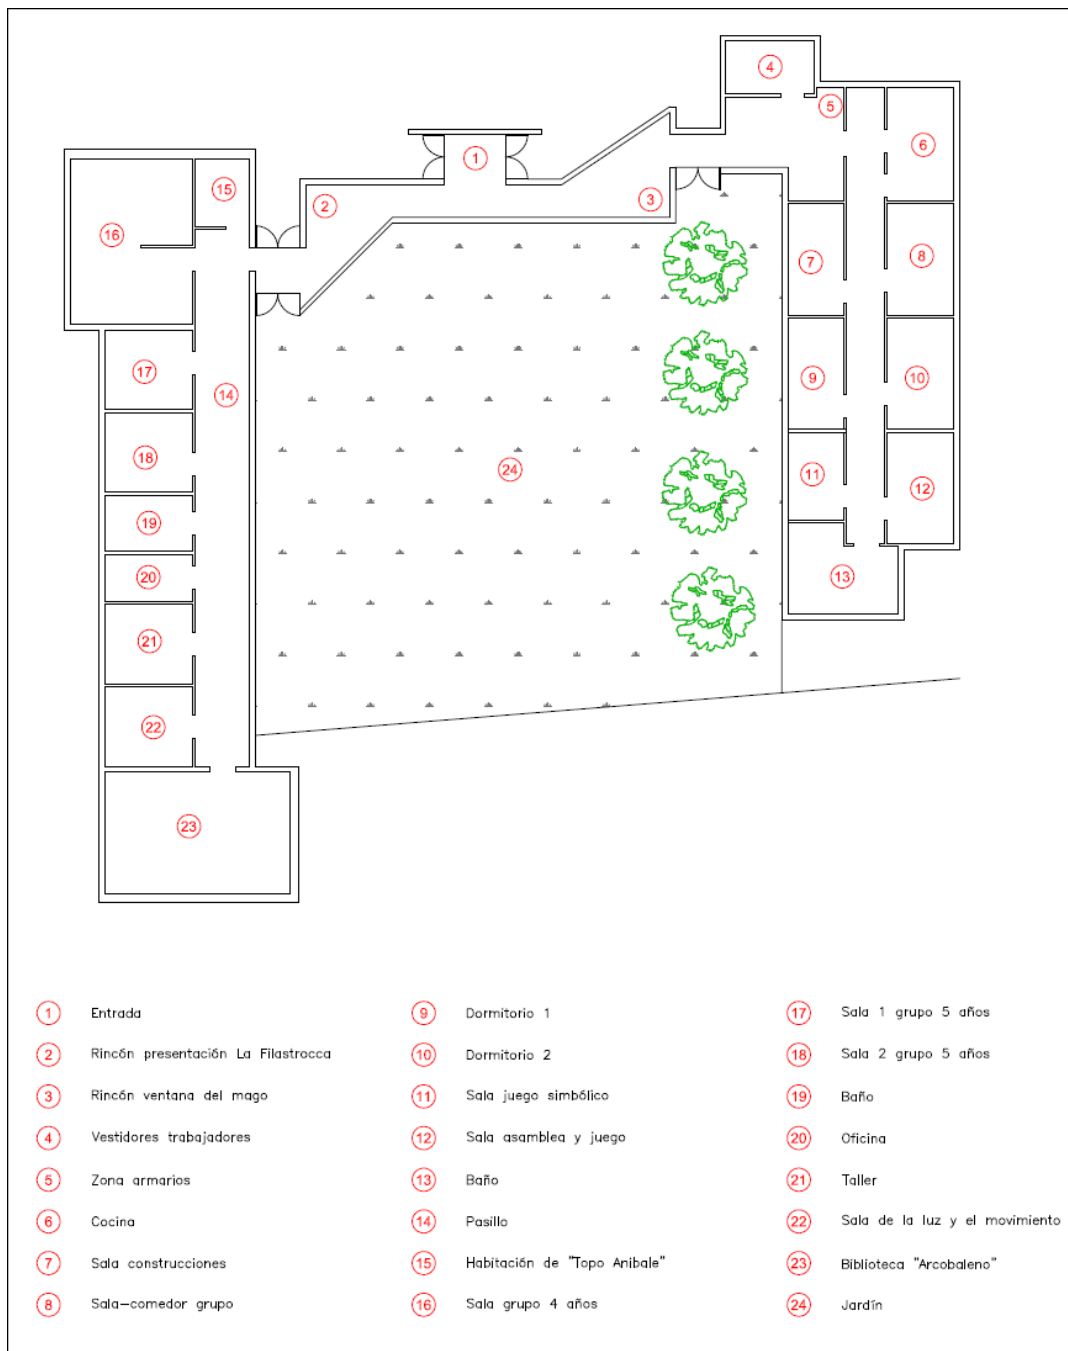 4
5
1
6
15
3
2
16
8
7
17
9
10
14
18
24
11
12
19
20
13
21
22
23
1 Entrada
2 Rincón presentación La Filastrocca
3 Rincón ventana del mago
4 Vestidores trabajadores
5 Zona armarios
6 Cocina
7 Sala construcciones
8 Sala-comedor grupo
9 Dormitorio 1
10 Dormitorio 2
11 Sala juego simbólico
12 Sala asamblea y juego
13 Baño
14 Pasillo
15 Habitación de "Topo Anibale"
16 Sala grupo 4 años
17 Sala 1 grupo 5 años
18 Sala 2 grupo 5 años
19 Baño
20 Oficina
21 Taller
22 Sala de la luz y el movimiento
23 Biblioteca "Arcobaleno"
24 Jardín